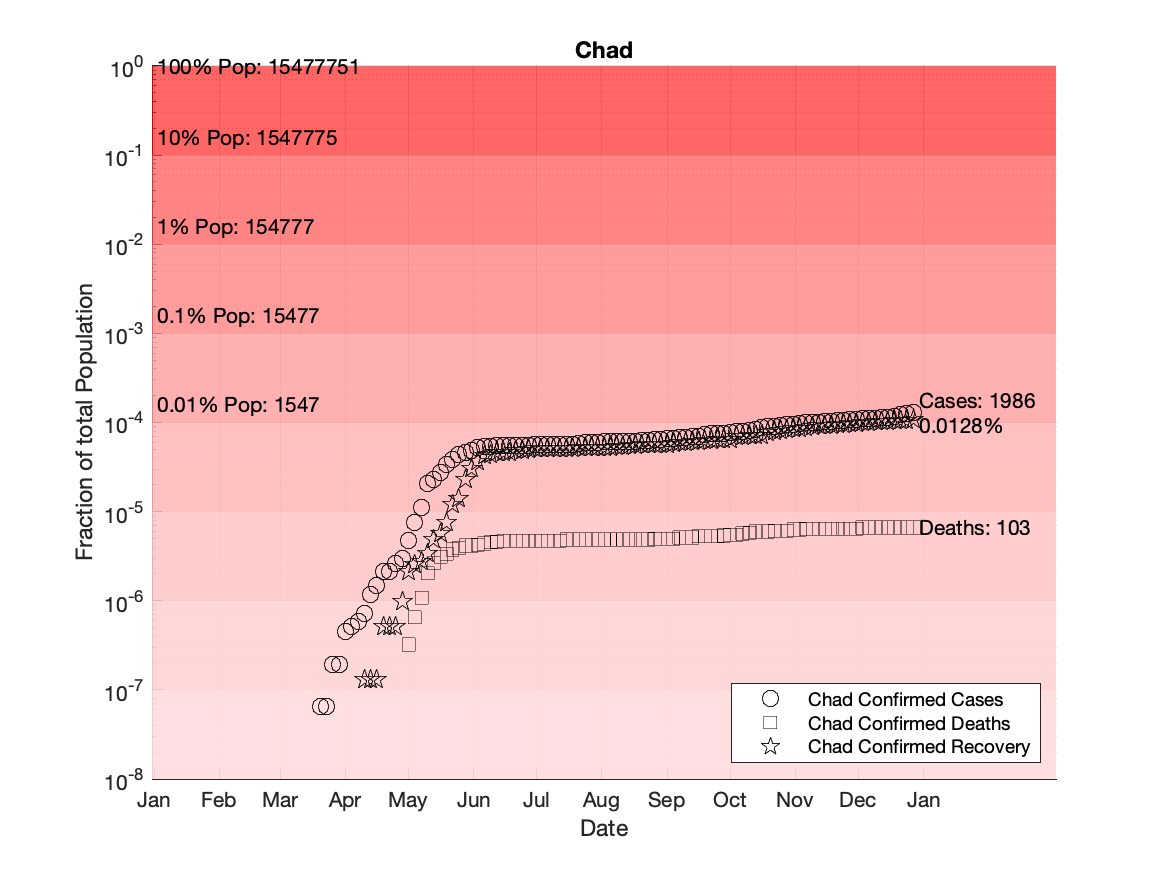 Chad
10^0
100% Pop: 15477751
10% Pop: 1547775
10^-1
1% Pop: 154777
10^-2
0.1% Pop: 15477
10^-3
0.01% Pop: 1547
10^-4
Cases: 1986
0.0128%
10^-5
Deaths: 103
10^-6
10^-7
10^-8
Fraction of total Population
Chad Confirmed Cases
Chad Confirmed Deaths
Chad Confirmed Recovery
Jan Feb Mar Apr May Jun Jul Aug Sep Oct Nov Dec Jan
Date